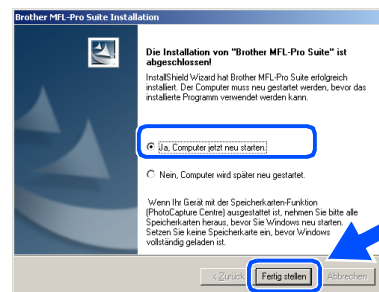 Brother MFL-Pro Suite Installation
Die Installation von "Brother MFL-Pro Suite" ist
abgeschlossen!
InstallShield Wizard hat Brother MFL-Pro Suite erfolgreich
installiert. Der Computer muss neu gestartet werden, bevor das
installierte Programm verwendet werden kann.
Ja, Computer jetzt neu starten.
Nein, Computer wird später neu gestartet.
Wenn Ihr Gerät mit der Speicherkarten-Funktion
(PhotoCapture Centre) ausgestattet ist, nehmen Sie bitte alle
Speicherkarten heraus, bevor Sie Windows neu starten.
Setzen Sie keine Speicherkarte ein, bevor Windows
vollständig geladen ist.
< Zurück Fertig stellen Abbrechen